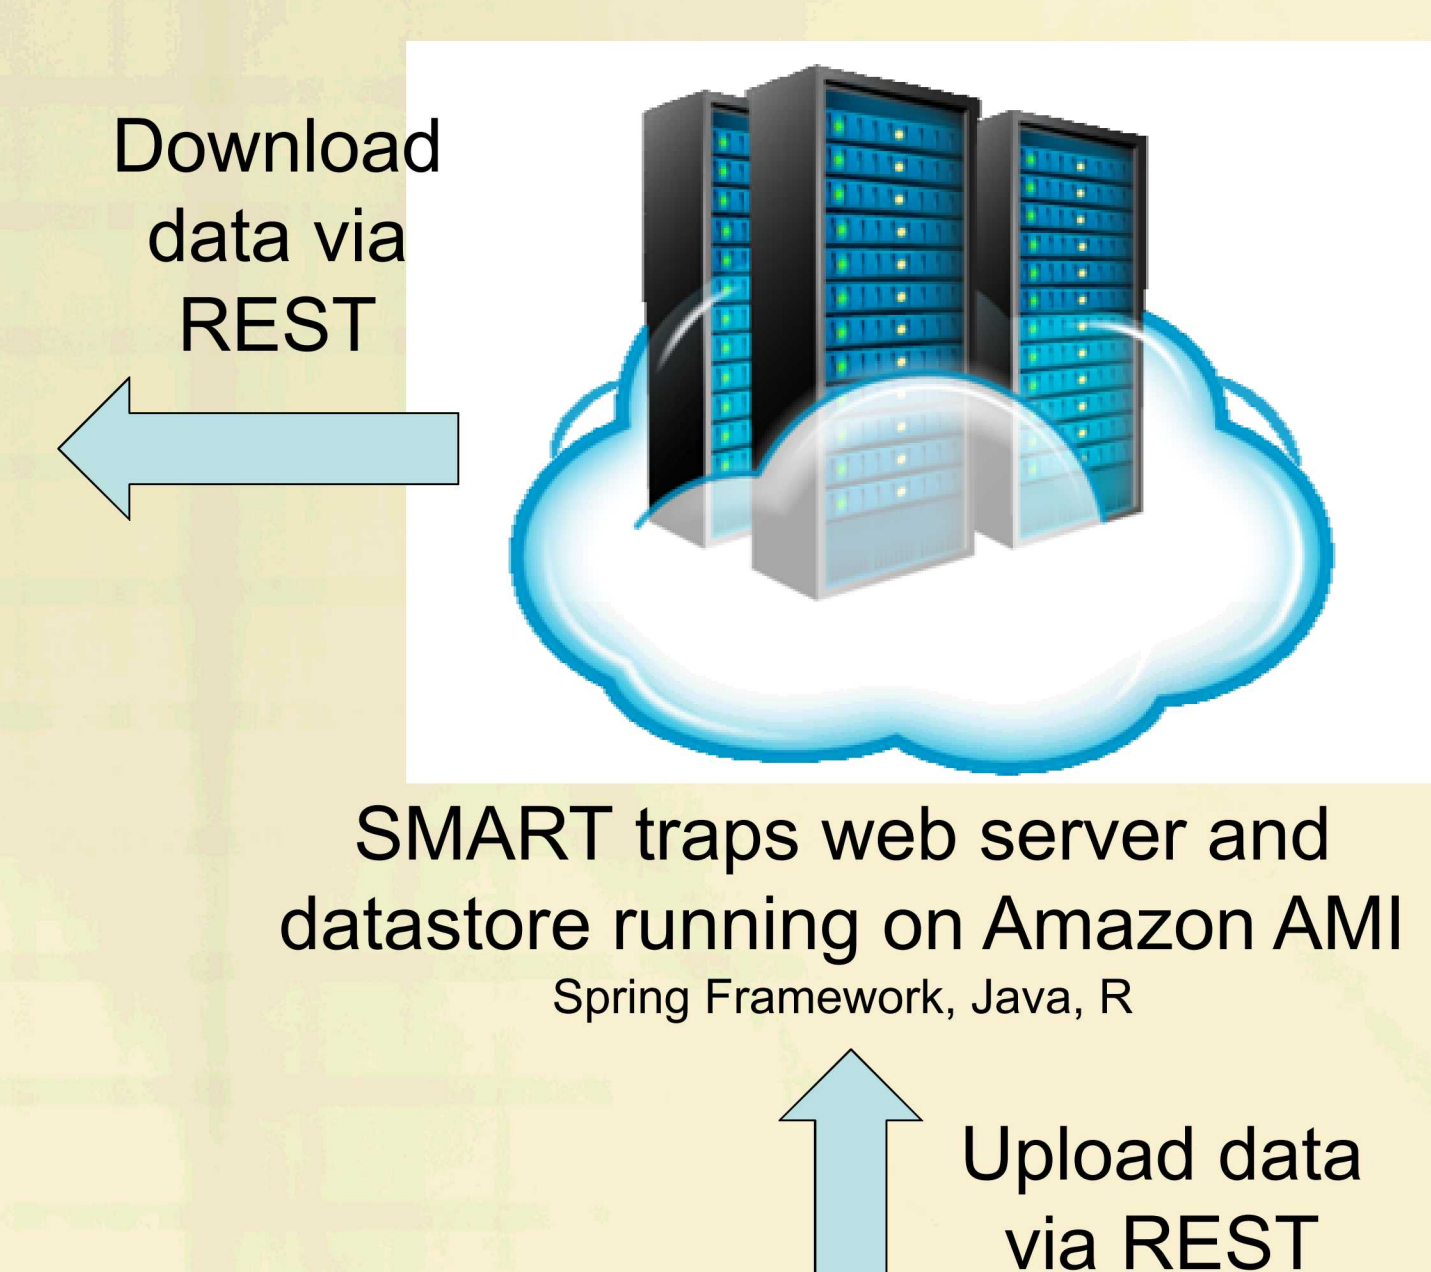 Download
data via
REST
SMART traps web server and
datastore running on Amazon AMI
Spring Framework, Java, R
Upload data
via REST